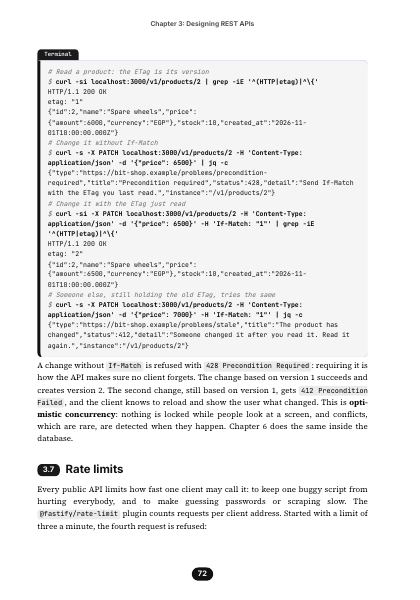 Chapter 3: Designing REST APIs
Terminal
# Read a product: the ETag is its version
$ curl -si localhost:3000/v1/products/2 | grep -iE '^(HTTP|etag)|^\{'
HTTP/1.1 200 OK
etag: "1"
{"id":2,"name":"Spare wheels","price":
{"amount":6000,"currency":"EGP"},"stock":10,"created_at":"2026-11-
01T10:00:00.000Z"}
# Change it without If-Match
$ curl -s -X PATCH localhost:3000/v1/products/2 -H 'Content-Type:
application/json' -d '{"price": 6500}' | jq -c
{"type":"https://bit-shop.example/problems/precondition-
required","title":"Precondition required","status":428,"detail":"Send If-Match
with the ETag you last read.","instance":"/v1/products/2"}
# Change it with the ETag just read
$ curl -si -X PATCH localhost:3000/v1/products/2 -H 'Content-Type:
application/json' -d '{"price": 6500}' -H 'If-Match: "1"' | grep -iE
'^(HTTP|etag)|^\{'
HTTP/1.1 200 OK
etag: "2"
{"id":2,"name":"Spare wheels","price":
{"amount":6500,"currency":"EGP"},"stock":10,"created_at":"2026-11-
01T10:00:00.000Z"}
# Someone else, still holding the old ETag, tries the same
$ curl -s -X PATCH localhost:3000/v1/products/2 -H 'Content-Type:
application/json' -d '{"price": 7000}' -H 'If-Match: "1"' | jq -c
{"type":"https://bit-shop.example/problems/stale","title":"The product has
changed","status":412,"detail":"Someone changed it after you read it. Read it
again.","instance":"/v1/products/2"}
A change without If-Match is refused with 428 Precondition Required: requiring it is
how the API makes sure no client forgets. The change based on version 1 succeeds and
creates version 2. The second change, still based on version 1, gets 412 Precondition
Failed, and the client knows to reload and show the user what changed. This is opti-
mistic concurrency: nothing is locked while people look at a screen, and conflicts,
which are rare, are detected when they happen. Chapter 6 does the same inside the
database.
3.7 Rate limits
Every public API limits how fast one client may call it: to keep one buggy script from
hurting everybody, and to make guessing passwords or scraping slow. The
@fastify/rate-limit plugin counts requests per client address. Started with a limit of
three a minute, the fourth request is refused:
72